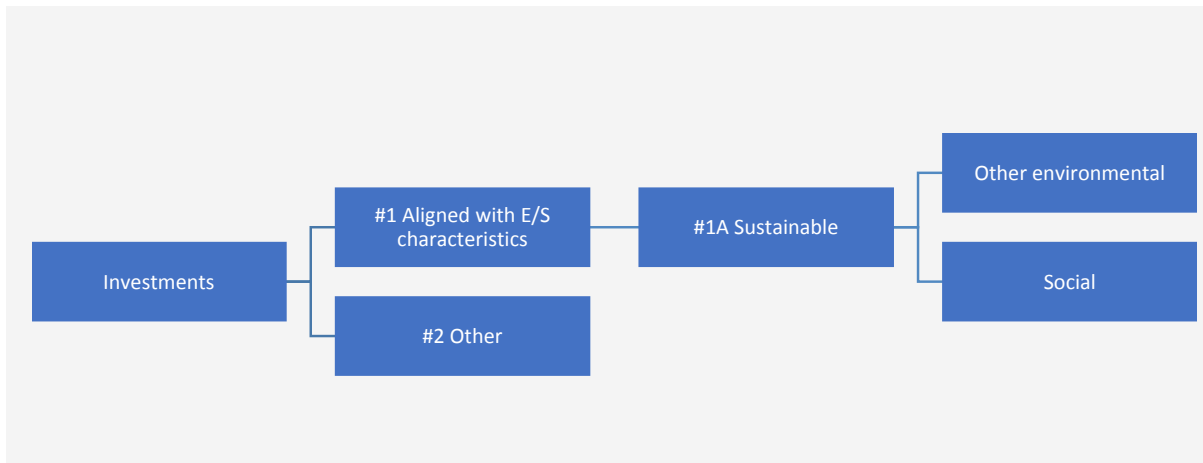 Investments
#1 Aligned with E/S
characteristics
#2 Other
#1A Sustainable
Other environmental
Social